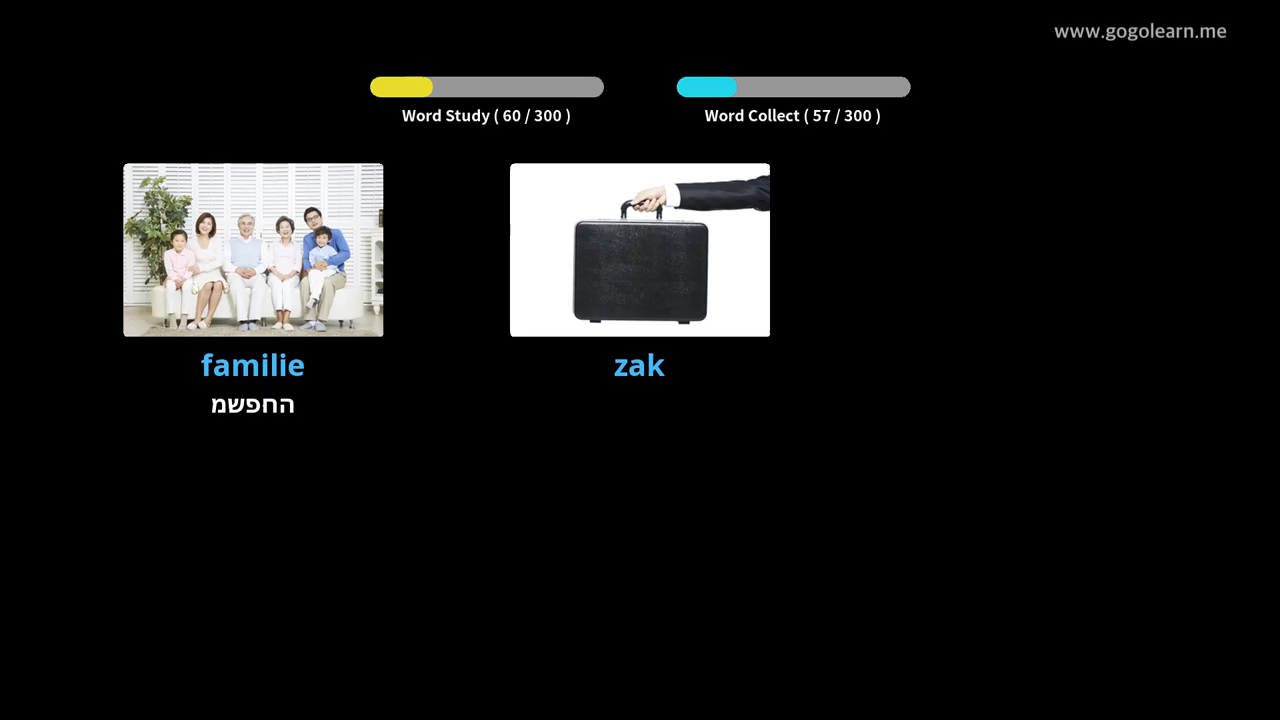 www.gogolearn.me
Word Study ( 60 / 300 )
Word Collect ( 57 / 300 )
familie
החפשמ
zak